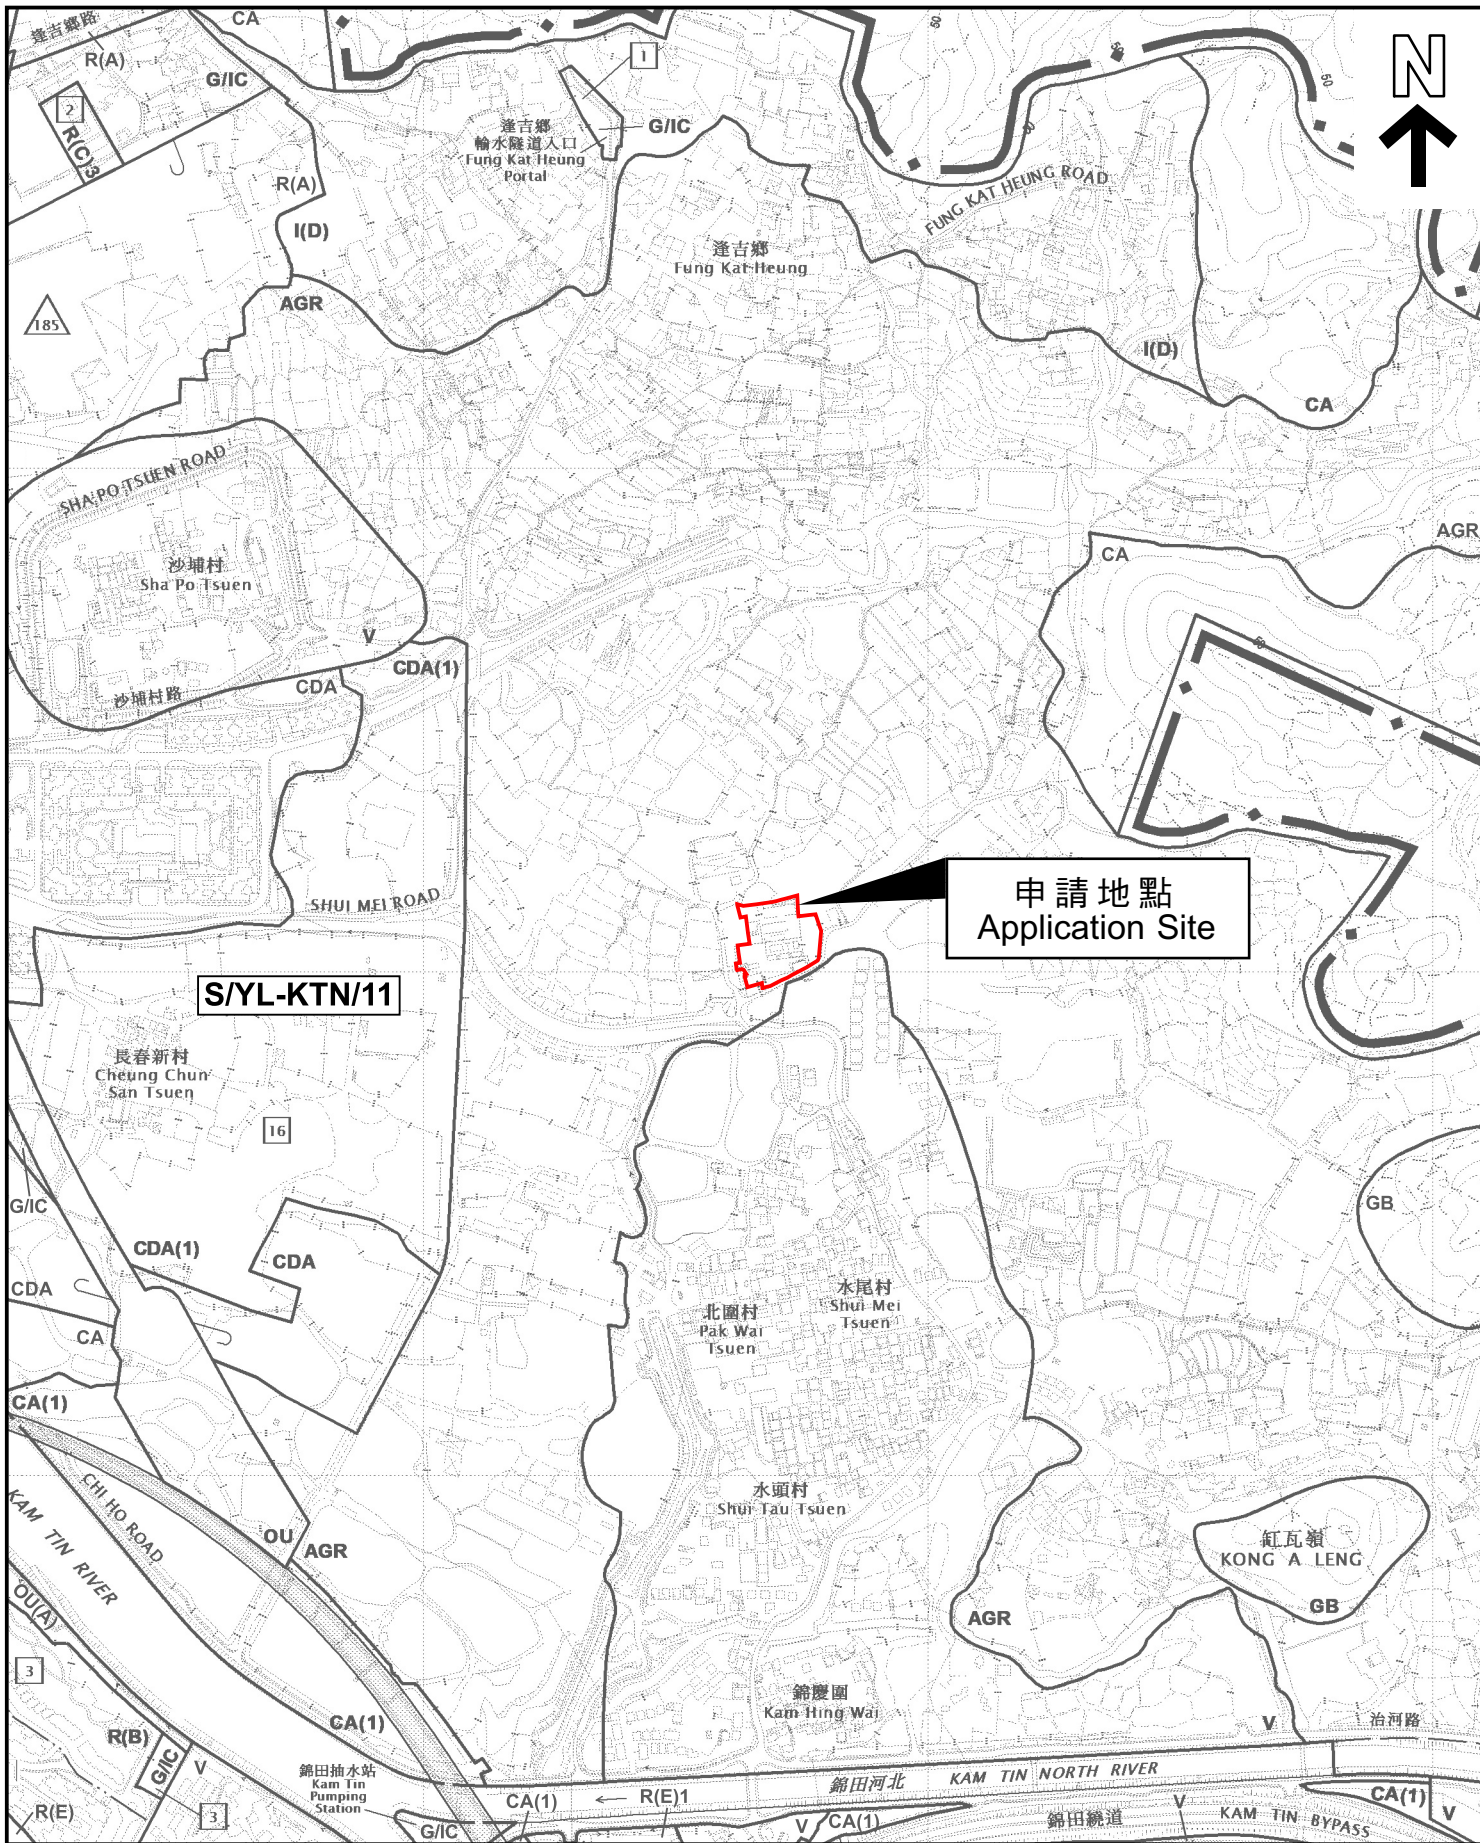 逢吉鄉路
R(A)
CA
G/IC
2
R(C)3
R(A)
I(D)
AGR
185
1
G/IC
逢吉鄉
輸水隧道入口
Fung Kat Heung
Portal
50
50
50
50
N
FUNG KAT HEUNG ROAD
逢吉鄉
Fung Kat Heung
I(D)
CA
SHA PO TSUEN ROAD
沙埔村
Sha Po Tsuen
V
CDA(1)
CDA
沙埔村路
AGR
CA
50
SHUI MEI ROAD
申請地點
Application Site
S/YL-KTN/11
長春新村
Cheung Chun
San Tsuen
16
G/IC
CDA(1)
CDA
CDA
CA
CA(1)
GB
水尾村
Shui Mei
Tsuen
北圍村
Pak Wai
Tsuen
水頭村
Shui Tau Tsuen
CHI HO ROAD
KAM TIN RIVER
OU
AGR
OU(A)
缸瓦嶺
KONG A LENG
GB
AGR
3
錦慶圍
Kam Hing Wai
R(B)
G/IC
V
CA(1)
V
治河路
錦田抽水站
Kam Tin
Pumping
Station
錦田河北
KAM TIN NORTH RIVER
R(E)
3
G/IC
CA(1)
R(E)1
V
CA(1)
錦田繞道
V
KAM TIN BYPASS
CA(1)
V